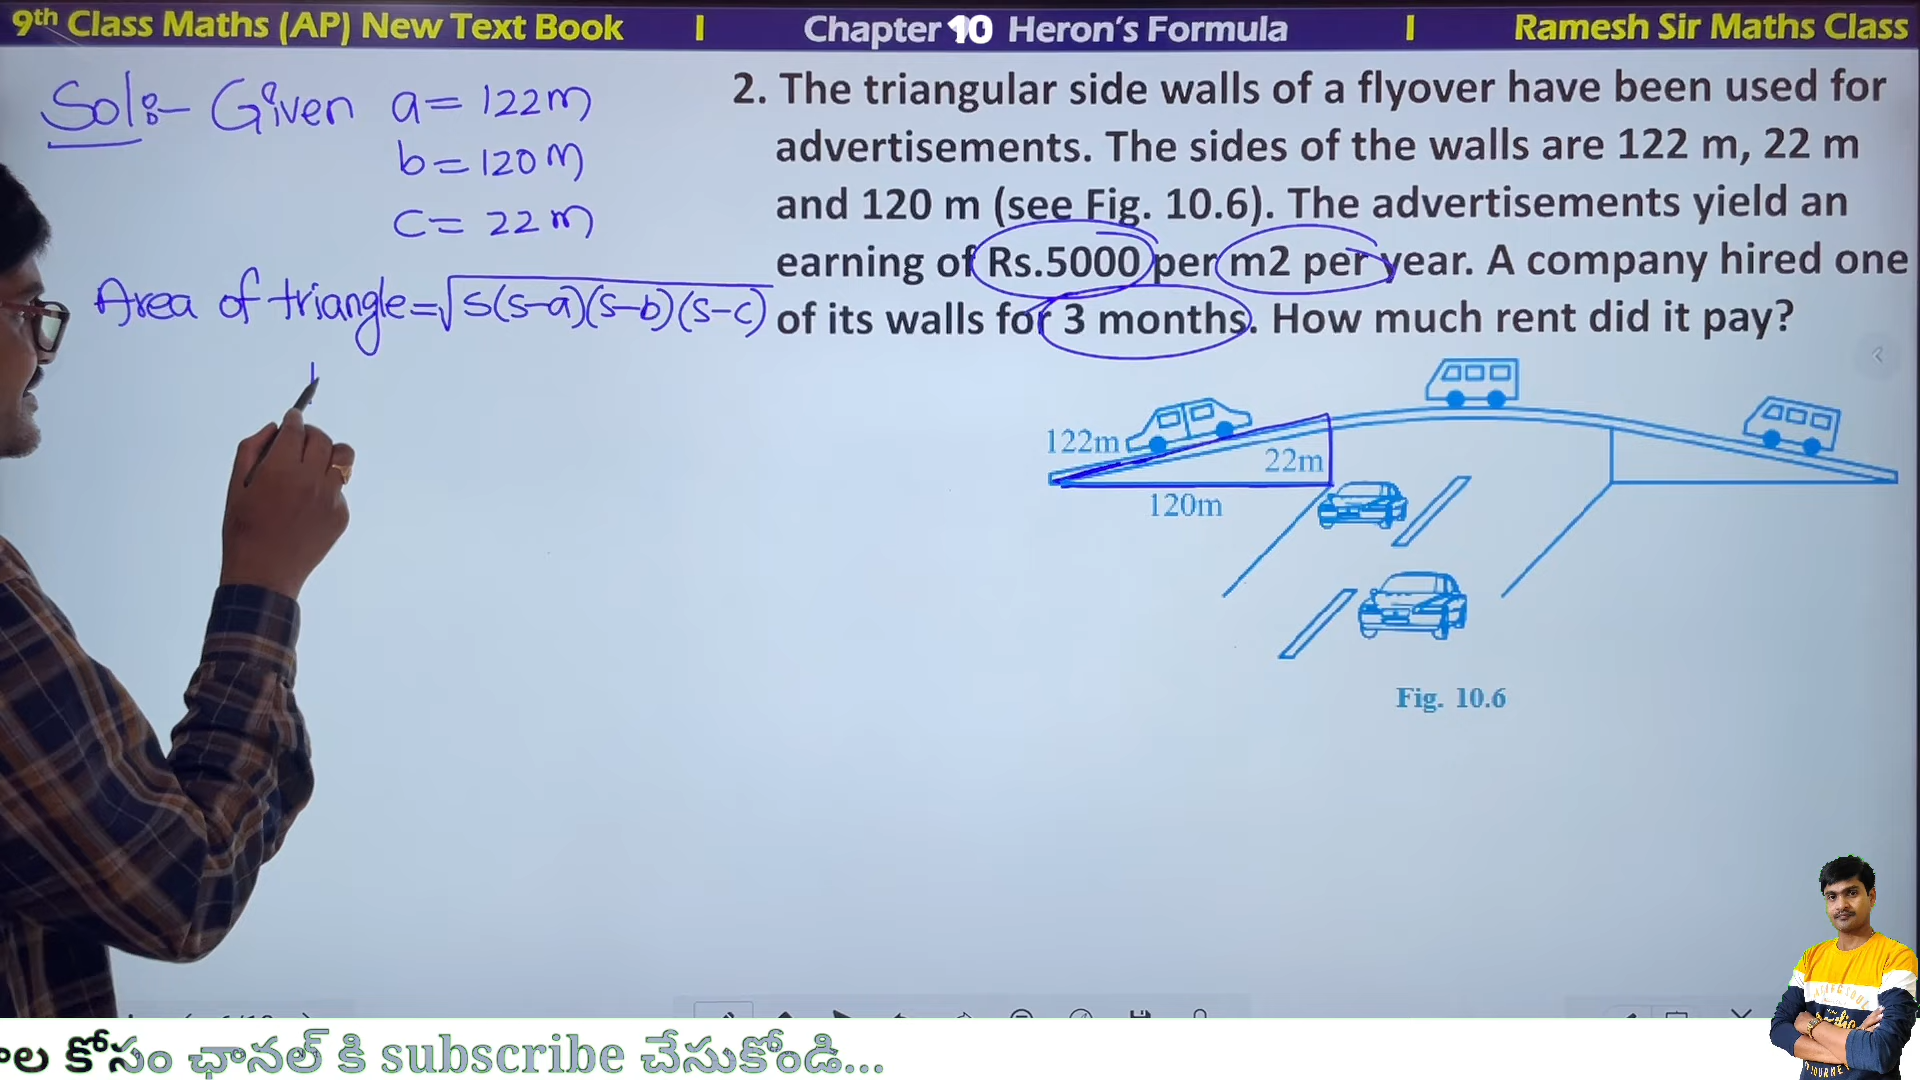 9th Class Maths (AP) New Text Book | Chapter 10 Heron's Formula | Ramesh Sir Maths Class
Sol:- Given a = 122m
b = 120m
c = 22m
Area of triangle = √s(s-a)(s-b)(s-c)
2. The triangular side walls of a flyover have been used for
advertisements. The sides of the walls are 122 m, 22 m
and 120 m (see Fig. 10.6). The advertisements yield an
earning of Rs.5000 per m2 per year. A company hired one
of its walls for 3 months. How much rent did it pay?
122m
22m
120m
Fig. 10.6
కోసం ఛానల్ కి subscribe చేసుకోండి...